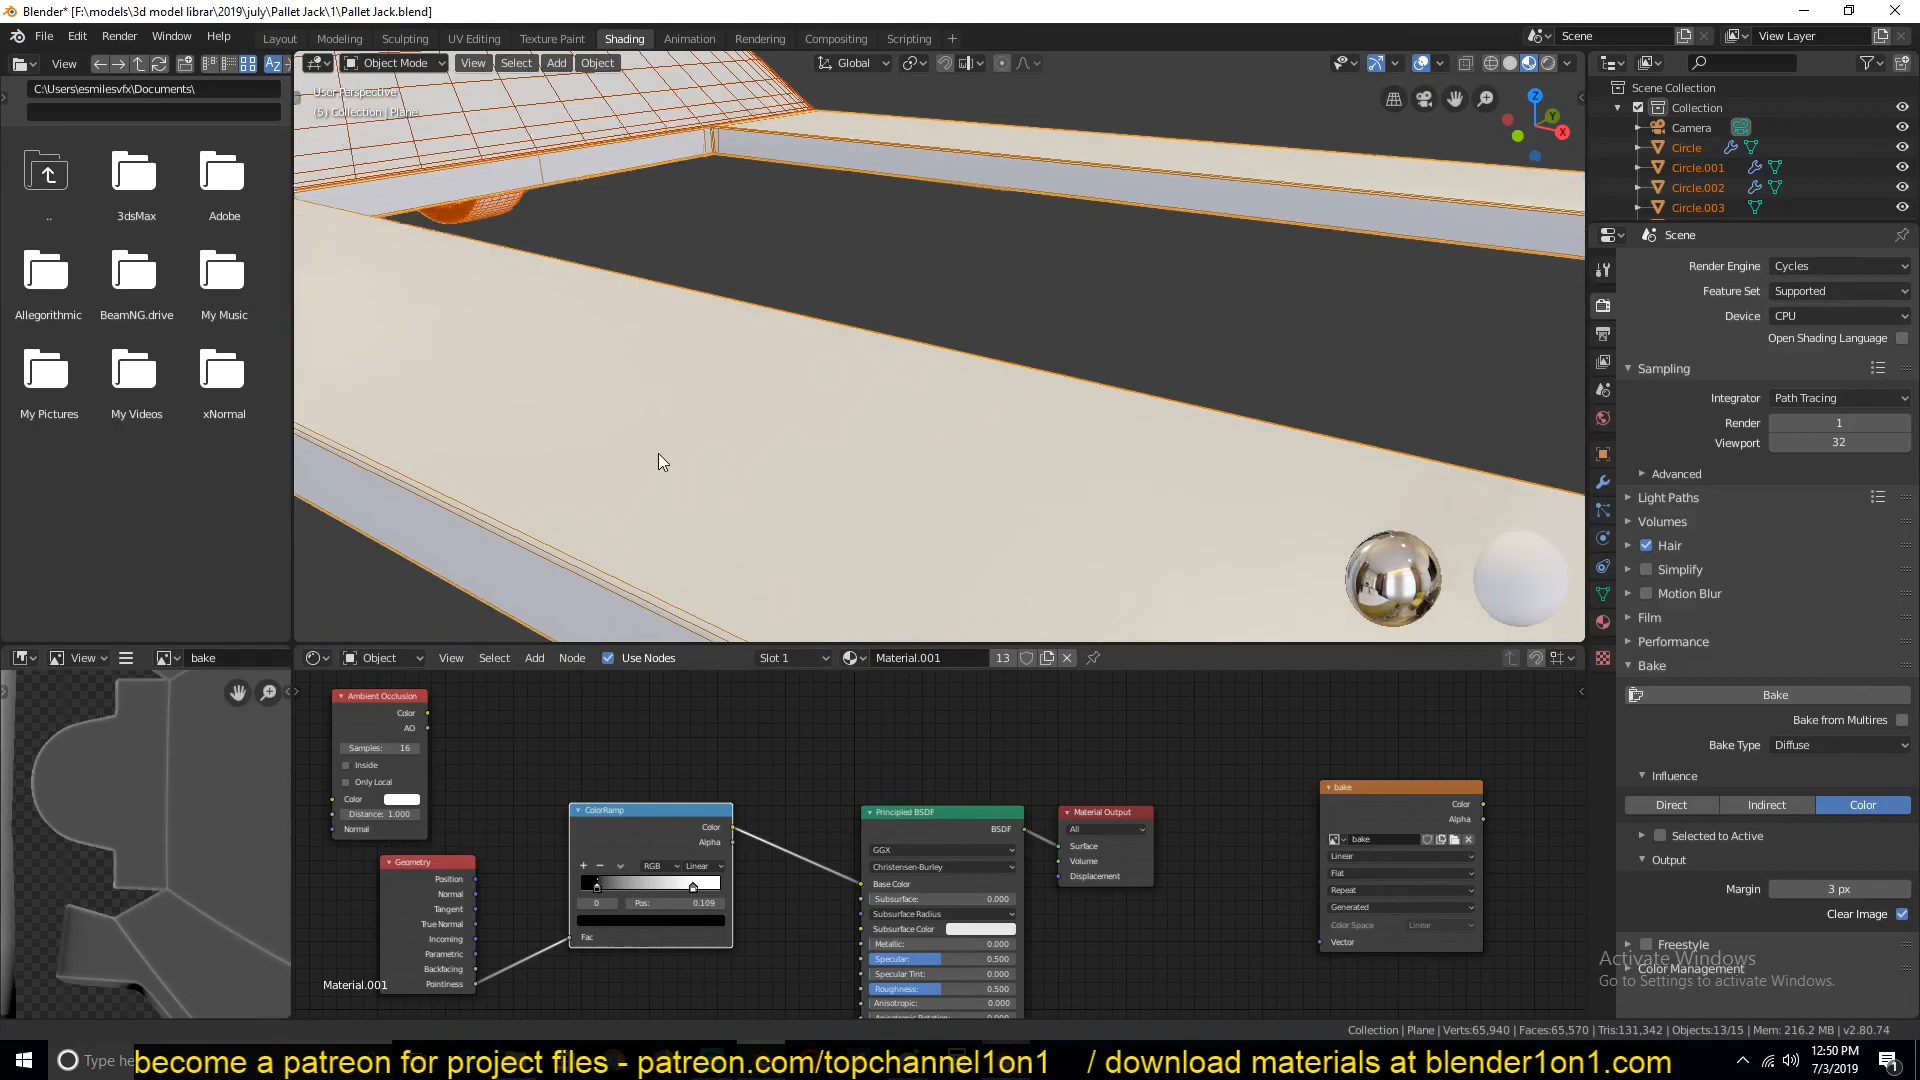 Blender* [F:\models\3d model librar\2019\july\Pallet Jack\1\Pallet Jack.blend]
File Edit Render Window Help
Layout Modeling Sculpting UV Editing Texture Paint Shading Animation Rendering Compositing Scripting
Scene
View Layer
View
Object Mode View Select Add Object
Global
C:\Users\esmilesvfx\Documents\
User Perspective
(5) Collection | Plane
..
3dsMax
Adobe
Allegorithmic
BeamNG.drive
My Music
My Pictures
My Videos
xNormal
Z
Y
X
Scene Collection
Collection
Camera
Circle
Circle.001
Circle.002
Circle.003
Scene
Render Engine Cycles
Feature Set Supported
Device CPU
Open Shading Language
Sampling
Integrator Path Tracing
Render 1
Viewport 32
Advanced
Light Paths
Volumes
Hair
Simplify
Motion Blur
Film
Performance
Bake
Bake
Bake from Multires
Bake Type Diffuse
Influence
Direct Indirect Color
Selected to Active
Output
Margin 3 px
Clear Image
Freestyle
Color Management
Activate Windows
Go to Settings to activate Windows.
View
bake
Object View Select Add Node Use Nodes Slot 1 Material.001 13
Ambient Occlusion
Color
AO
Samples: 16
Inside
Only Local
Color
Distance: 1.000
Normal
Geometry
Position
Normal
Tangent
True Normal
Incoming
Parametric
Backfacing
Pointiness
Material.001
ColorRamp
Color
Alpha
RGB Linear
0 Pos: 0.109
Fac
Principled BSDF
BSDF
GGX
Christensen-Burley
Base Color
Subsurface: 0.000
Subsurface Radius
Subsurface Color
Metallic: 0.000
Specular: 0.500
Specular Tint: 0.000
Roughness: 0.500
Anisotropic: 0.000
Anisotropic Rotation: 0.000
Material Output
All
Surface
Volume
Displacement
bake
Color
Alpha
bake
Linear
Flat
Repeat
Generated
Color Space Linear
Vector
Collection | Plane | Verts:65,940 | Faces:65,570 | Tris:131,342 | Objects:13/15 | Mem: 216.2 MB | v2.80.74
Type he
become a patreon for project files - patreon.com/topchannel1on1 / download materials at blender1on1.com
12:50 PM
7/3/2019
1